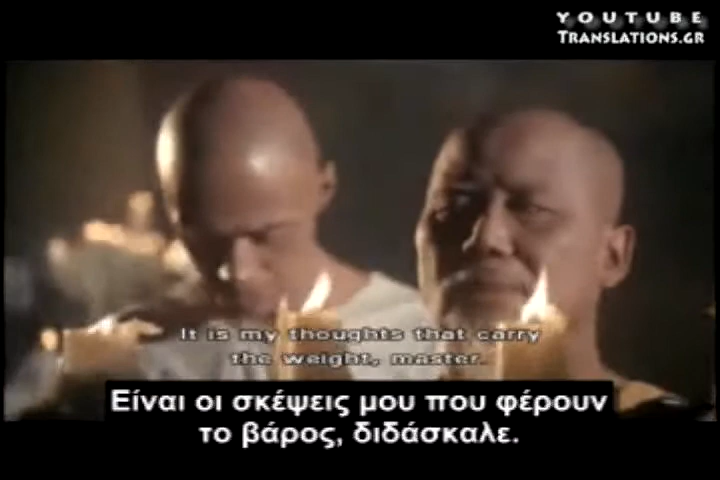 YOUTUBE
TRANSLATIONS.GR
It is my thoughts that carry
the weight, master.
Είναι οι σκέψεις μου που φέρουν
το βάρος, διδάσκαλε.